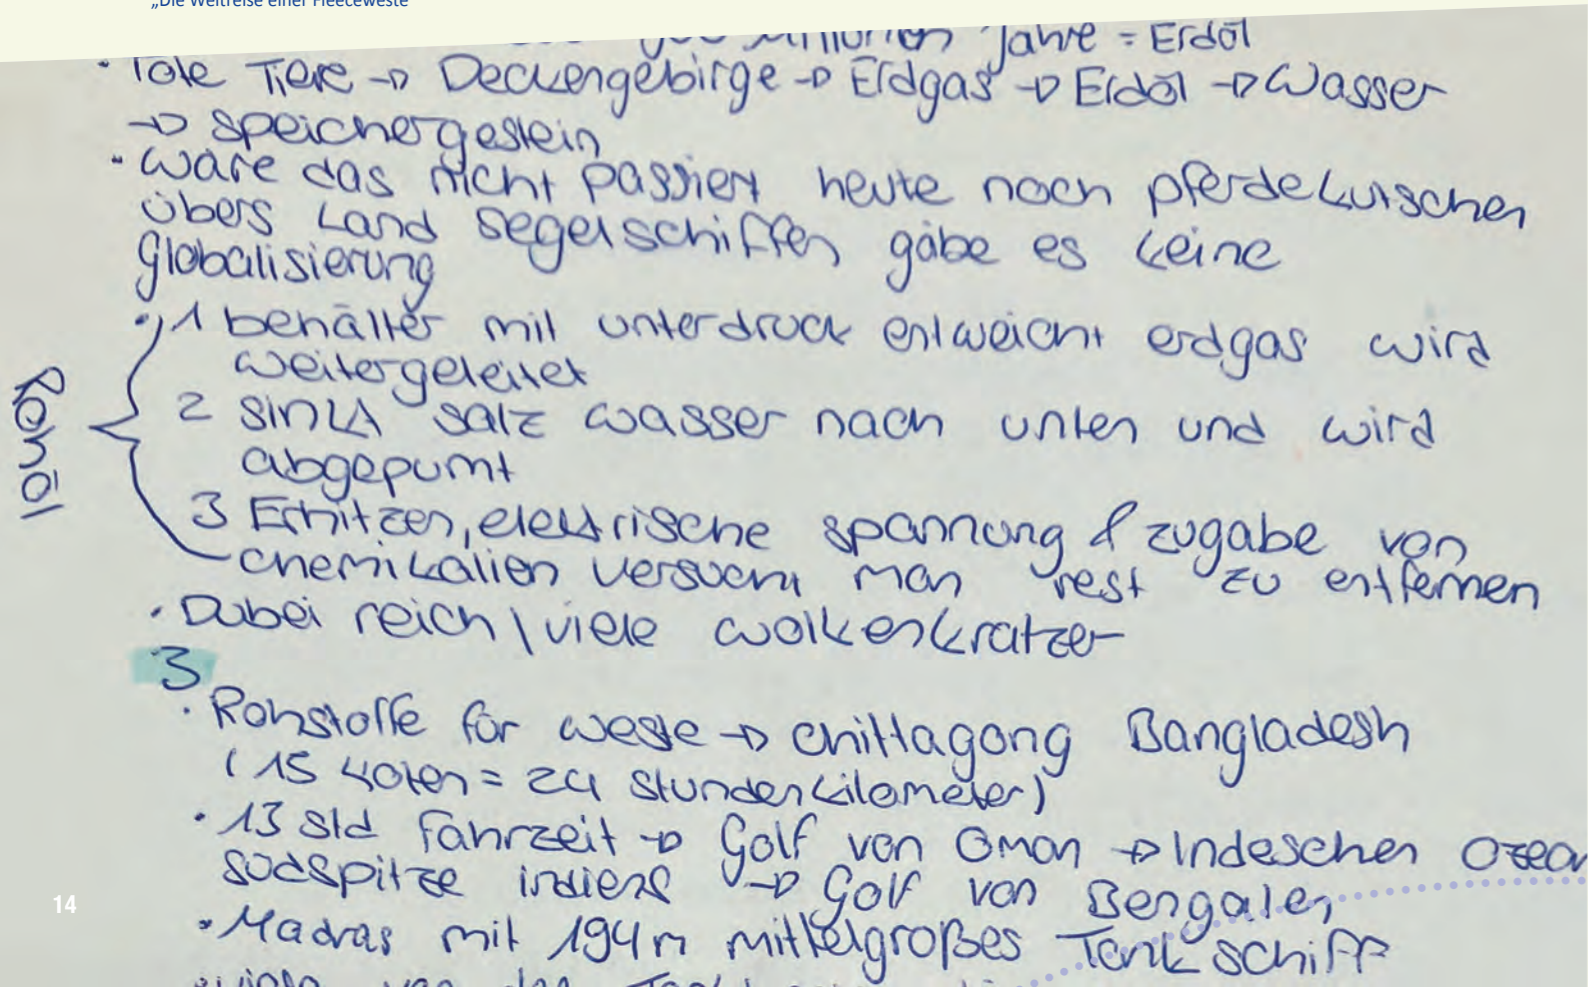 „Die Weltreise einer Fleeceweste
Jahre = Erdöl
• Tote Tiere → Deckengebirge → Erdgas → Erdöl → Wasser
→ speichergestein
• wäre das nicht passiert heute noch pferdekutschen
übers Land segelschiffen gäbe es keine
Globalisierung
• 1 behälter mit unterdruck entweicht erdgas wird
weitergeleitet
Rohöl
2 sinkt salz wasser nach unten und wird
abgepumt
3 Erhitzen, elektrische spannung & zugabe von
chemikalien versucht man rest zu entfernen
• Dubei reich \ viele wolkenkratzer
3
• Rohstoffe für weste → chittagong Bangladesh
(15 koten = 24 stundenkilometer)
• 13 std fahrzeit → Golf von Oman → Indeschen Ozean
südspitze indiens → Golf von Bengalen
14
• Madras mit 194m mittelgroßes Tankschiff